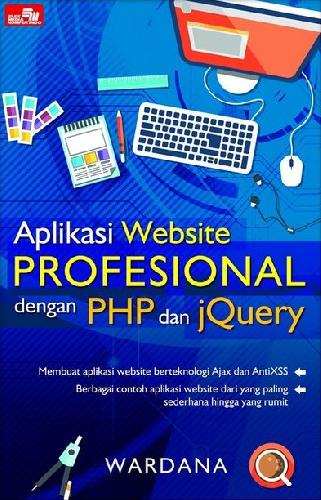 Aplikasi Website
PROFESIONAL
dengan PHP dan jQuery
Membuat aplikasi website berteknologi Ajax dan AntiXSS
Berbagai contoh aplikasi website dari yang paling
sederhana hingga yang rumit
WARDANA